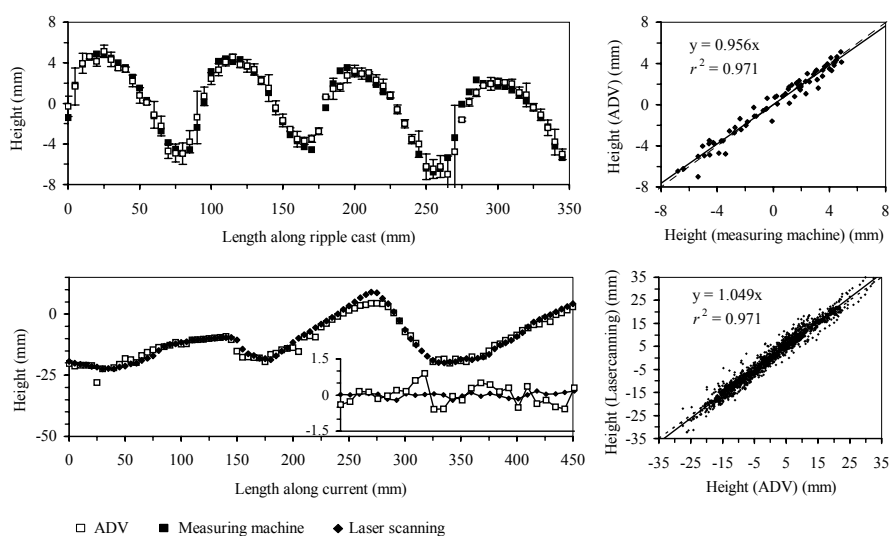 8
4
0
-4
-8
Height (mm)
0 50 100 150 200 250 300 350
Length along ripple cast (mm)
8
4
0
-4
-8
Height (ADV) (mm)
y = 0.956x
r² = 0.971
-8 -4 0 4 8
Height (measuring machine) (mm)
0
-25
-50
Height (mm)
1.5
0
-1.5
0 50 100 150 200 250 300 350 400 450
Length along current (mm)
35
25
15
5
-5
-15
-25
-35
Height (Lasercanning) (mm)
y = 1.049x
r² = 0.971
-35 -25 -15 -5 5 15 25 35
Height (ADV) (mm)
ADV Measuring machine Laser scanning